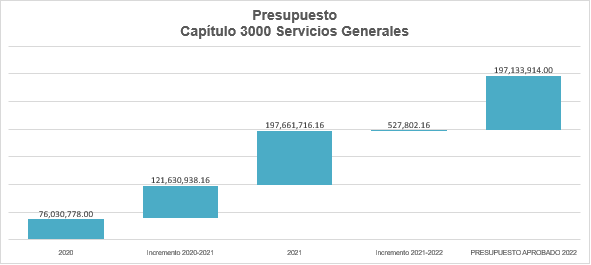 Presupuesto
Capítulo 3000 Servicios Generales
197,133,914.00
197,661,716.16
527,802.16
121,630,938.16
76,030,778.00
2020
Incremento 2020-2021
2021
Incremento 2021-2022
PRESUPUESTO APROBADO 2022